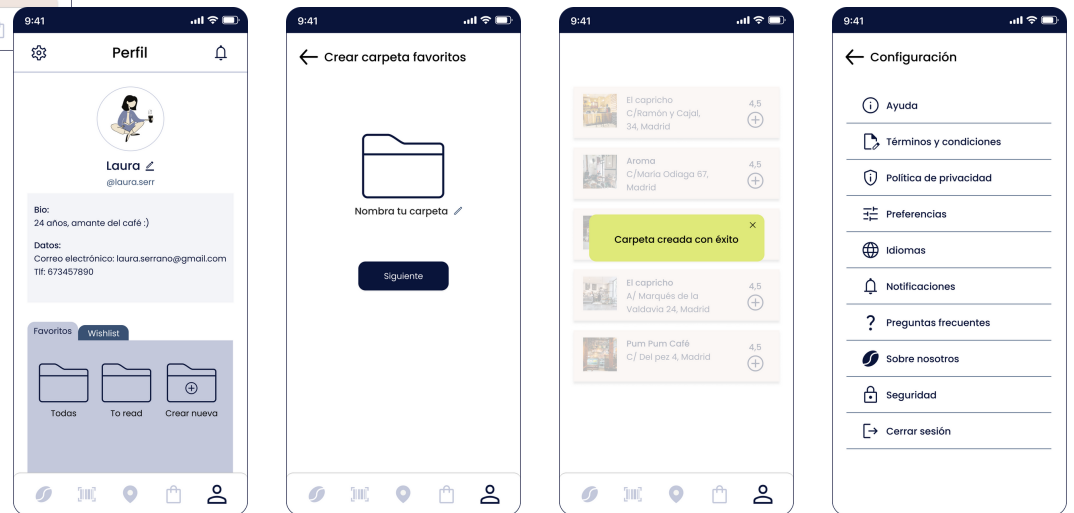 9:41
Perfil
Laura
@laura.serr
Bio:
24 años, amante del café :)
Datos:
Correo electrónico: laura.serrano@gmail.com
Tlf: 673457890
Favoritos
Wishlist
Todas
To read
Crear nueva
9:41
Crear carpeta favoritos
Nombra tu carpeta
Siguiente
9:41
El capricho
C/Ramón y Cajal,
34, Madrid
4,5
Aroma
C/María Odiaga 67,
Madrid
4,5
Carpeta creada con éxito
El capricho
A/ Marqués de la
Valdavia 24, Madrid
4,5
Pum Pum Café
C/ Del pez 4, Madrid
4,5
9:41
Configuración
Ayuda
Términos y condiciones
Política de privacidad
Preferencias
Idiomas
Notificaciones
Preguntas frecuentes
Sobre nosotros
Seguridad
Cerrar sesión